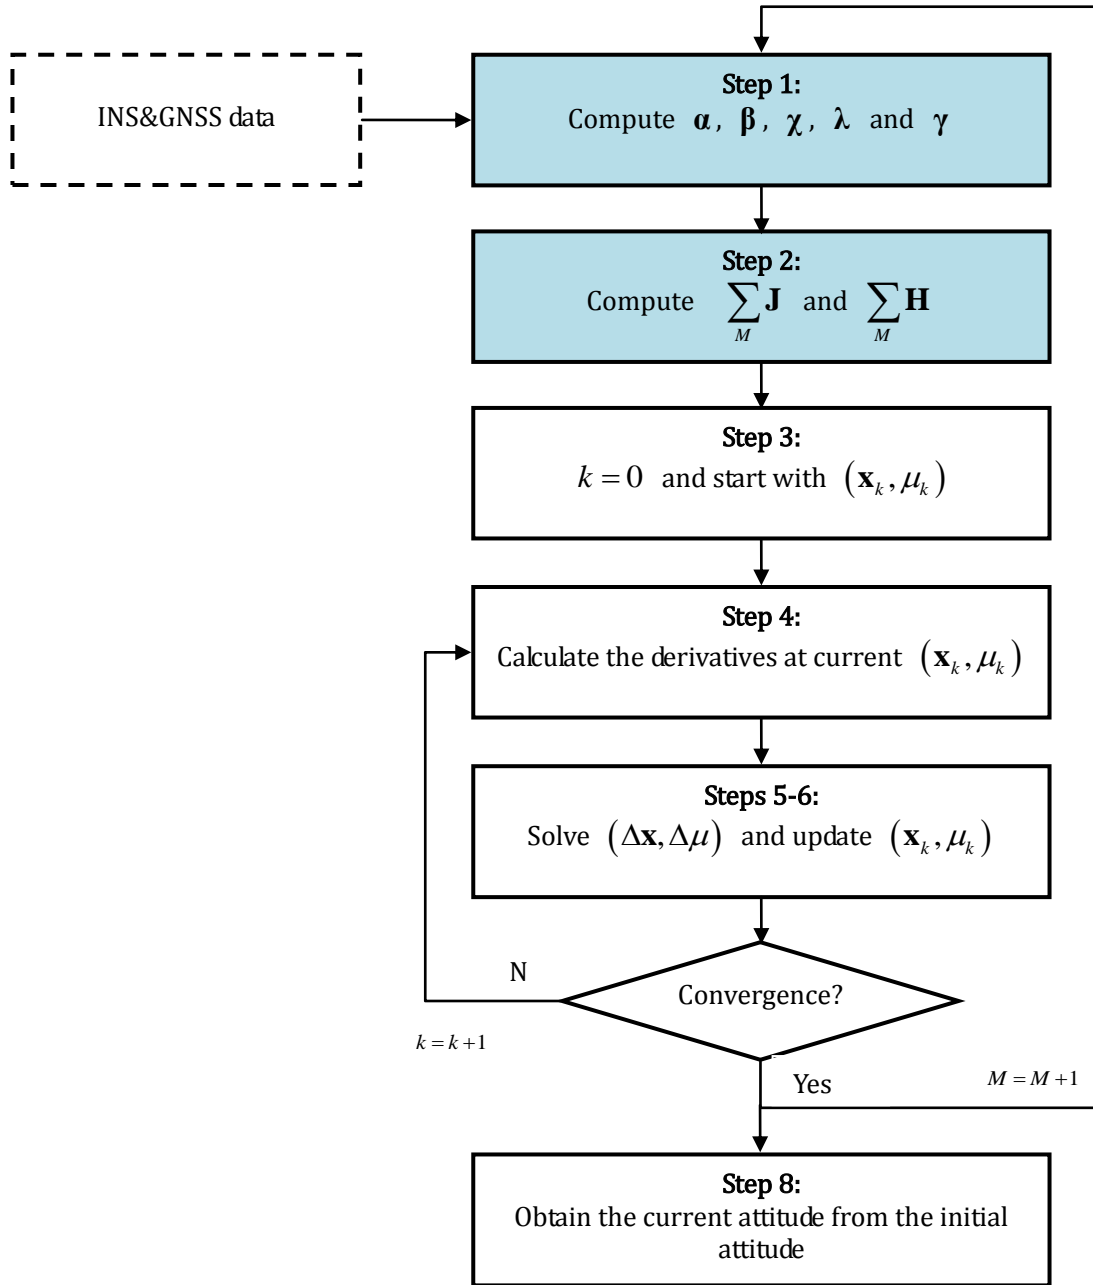 INS&GNSS data
Step 1:
Compute α, β, χ, λ and γ
Step 2:
Compute ∑_M J and ∑_M H
Step 3:
k = 0 and start with (x_k, μ_k)
Step 4:
Calculate the derivatives at current (x_k, μ_k)
Steps 5-6:
Solve (Δx, Δμ) and update (x_k, μ_k)
Convergence?
N
k = k+1
Yes
M = M+1
Step 8:
Obtain the current attitude from the initial
attitude